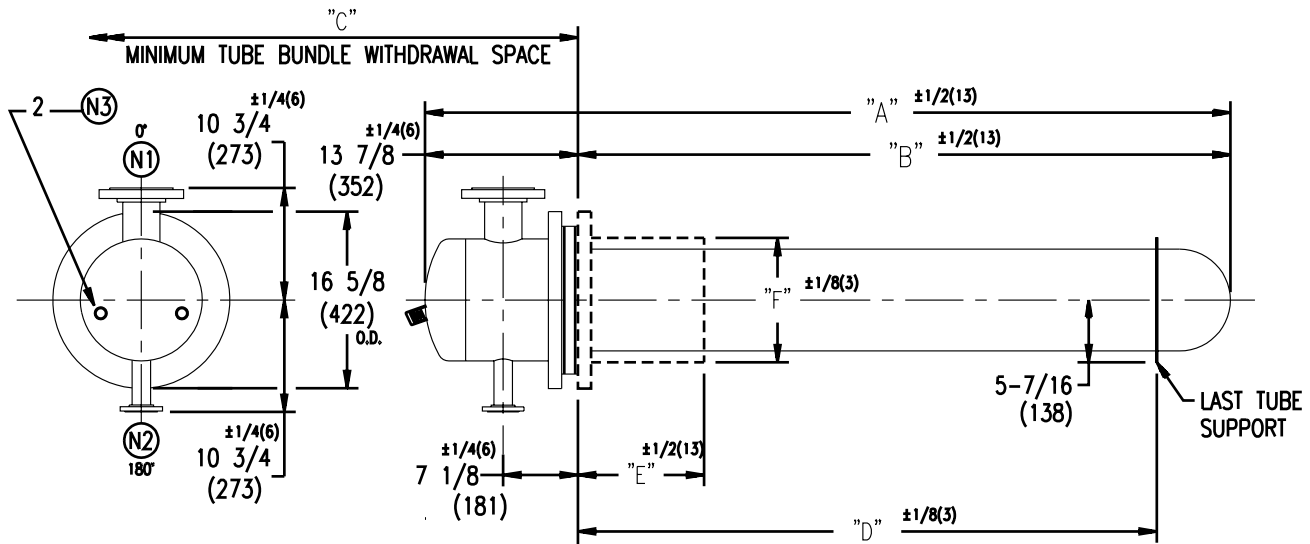 "C"
MINIMUM TUBE BUNDLE WITHDRAWAL SPACE
2 N3
±1/4(6)
10 3/4
(273)
0°
N1
±1/4(6)
13 7/8
(352)
"A" ±1/2(13)
"B" ±1/2(13)
16 5/8
(422)
O.D.
"F" ±1/8(3)
5-7/16
(138)
LAST TUBE
SUPPORT
N2
180°
±1/4(6)
10 3/4
(273)
±1/4(6)
7 1/8
(181)
"E" ±1/2(13)
"D" ±1/8(3)